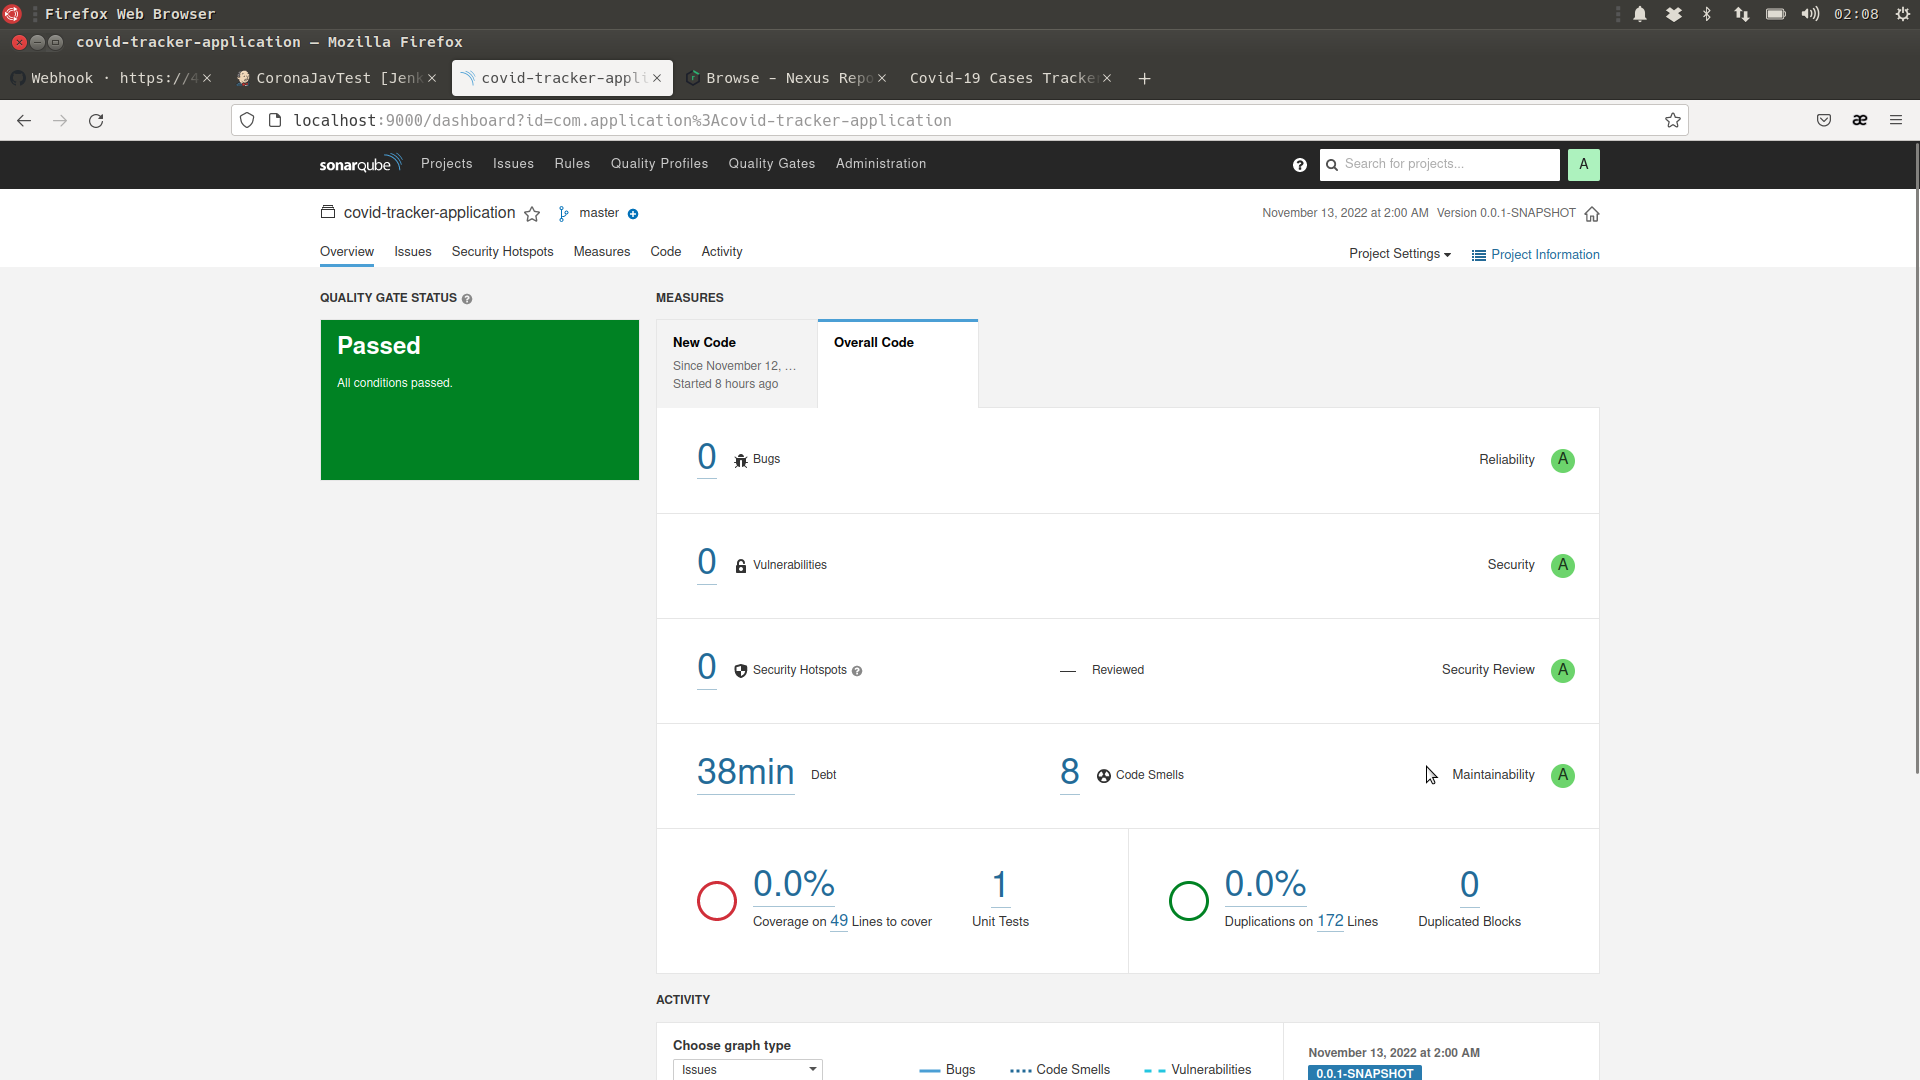 Firefox Web Browser
02:08
covid-tracker-application — Mozilla Firefox
Webhook · https://4
CoronaJavTest [Jenk
covid-tracker-appli
Browse - Nexus Repo
Covid-19 Cases Tracker
localhost:9000/dashboard?id=com.application%3Acovid-tracker-application
sonarqube
Projects
Issues
Rules
Quality Profiles
Quality Gates
Administration
Search for projects...
A
covid-tracker-application
master
November 13, 2022 at 2:00 AM
Version 0.0.1-SNAPSHOT
Overview
Issues
Security Hotspots
Measures
Code
Activity
Project Settings
Project Information
QUALITY GATE STATUS
MEASURES
Passed
All conditions passed.
New Code
Since November 12, ...
Started 8 hours ago
Overall Code
0 Bugs
Reliability A
0 Vulnerabilities
Security A
0 Security Hotspots
— Reviewed
Security Review A
38min Debt
8 Code Smells
Maintainability A
0.0%
Coverage on 49 Lines to cover
1
Unit Tests
0.0%
Duplications on 172 Lines
0
Duplicated Blocks
ACTIVITY
Choose graph type
Issues
Bugs
Code Smells
Vulnerabilities
November 13, 2022 at 2:00 AM
0.0.1-SNAPSHOT